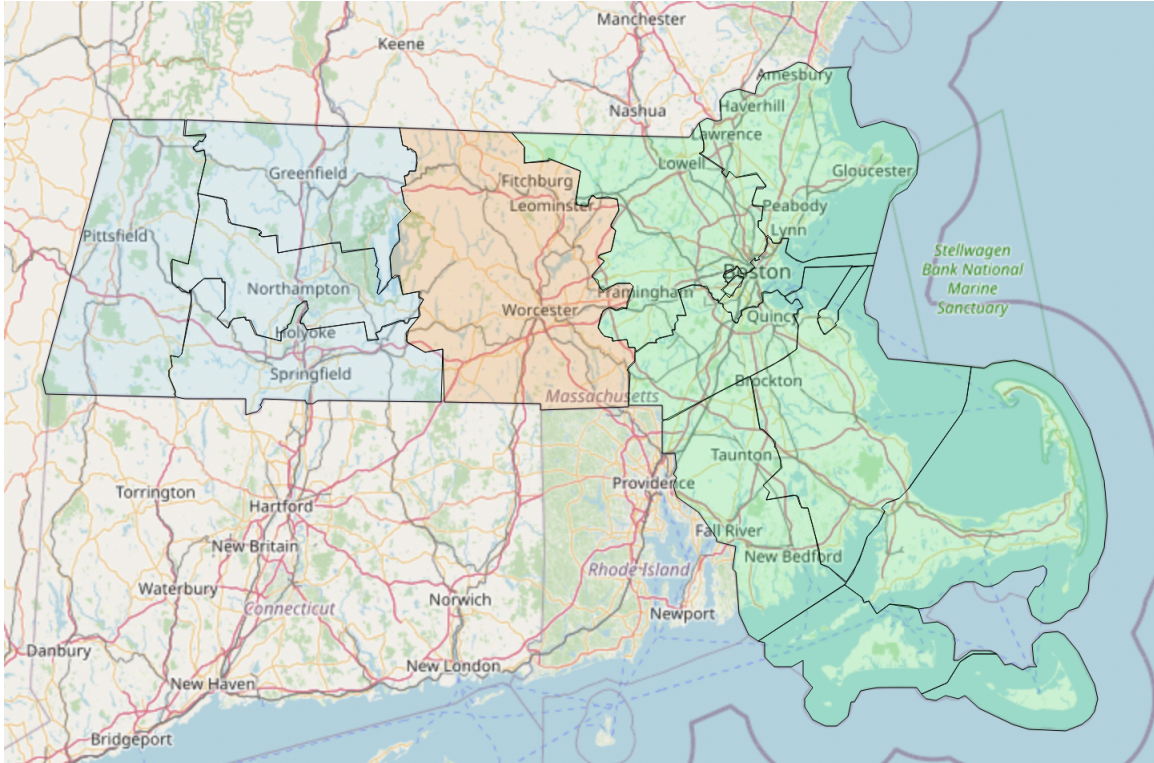 Manchester
Keene
Amesbury
Haverhill
Nashua
Lawrence
Lowell
Greenfield
Gloucester
Fitchburg
Leominster
Peabody
Lynn
Pittsfield
Stellwagen
Bank National
Marine
Sanctuary
Boston
Northampton
Framingham
Worcester
Quincy
Holyoke
Springfield
Brockton
Massachusetts
Taunton
Torrington
Providence
Hartford
Fall River
New Britain
New Bedford
Rhode Island
Waterbury
Norwich
Connecticut
Newport
Danbury
New London
New Haven
Bridgeport